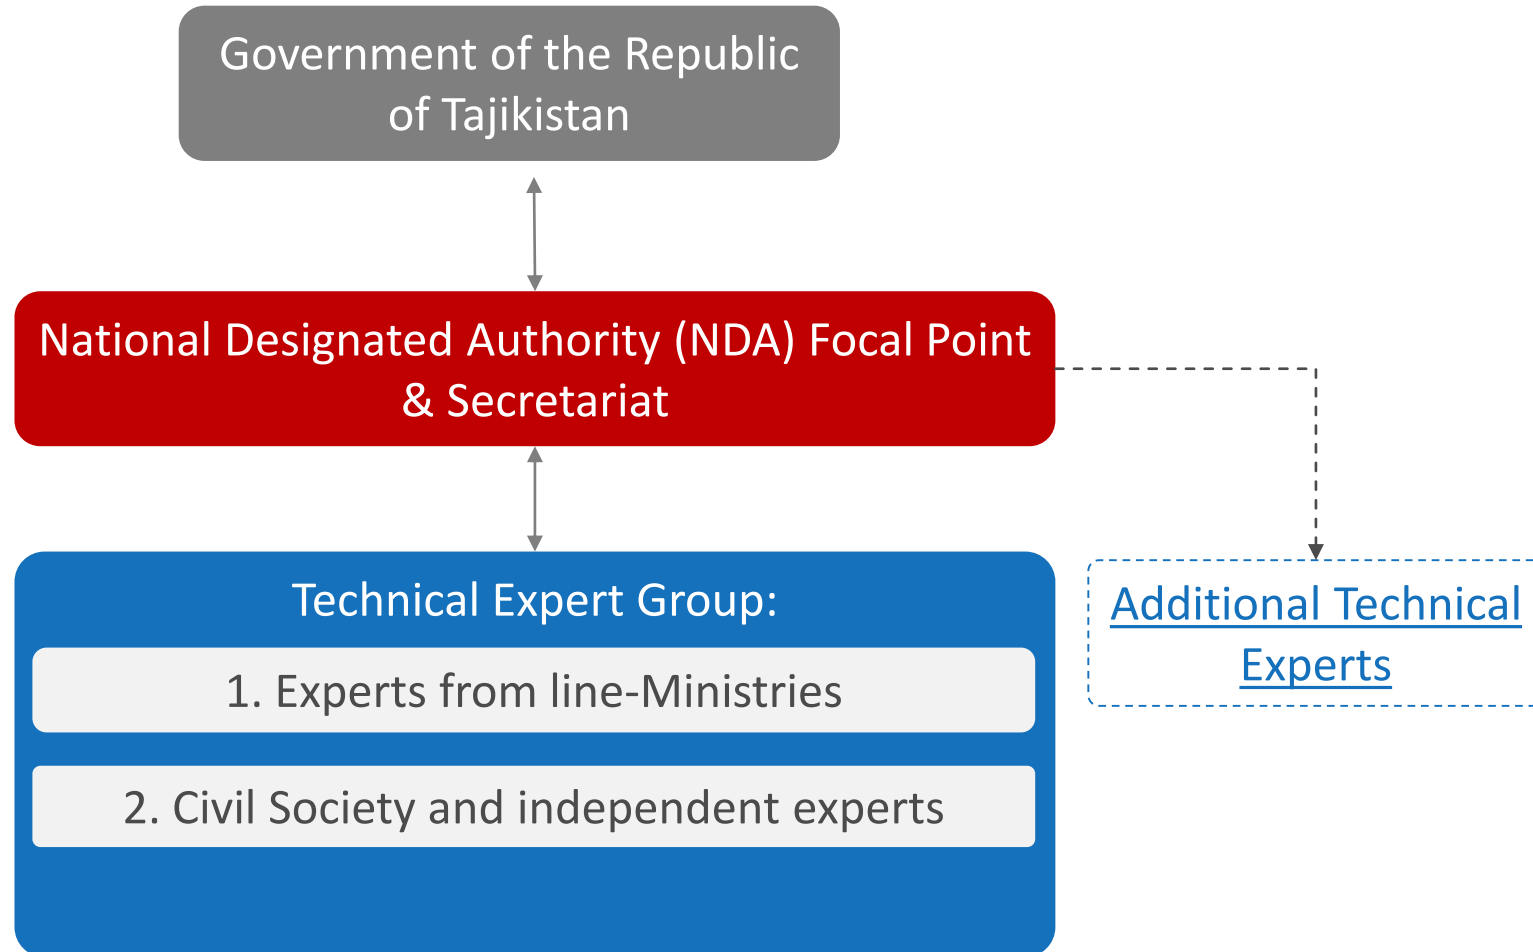 Government of the Republic
of Tajikistan
National Designated Authority (NDA) Focal Point
& Secretariat
Technical Expert Group:
1. Experts from line-Ministries
2. Civil Society and independent experts
Additional Technical
Experts